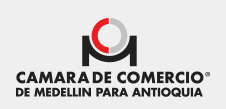 CAMARA DE COMERCIO®
DE MEDELLIN PARA ANTIOQUIA